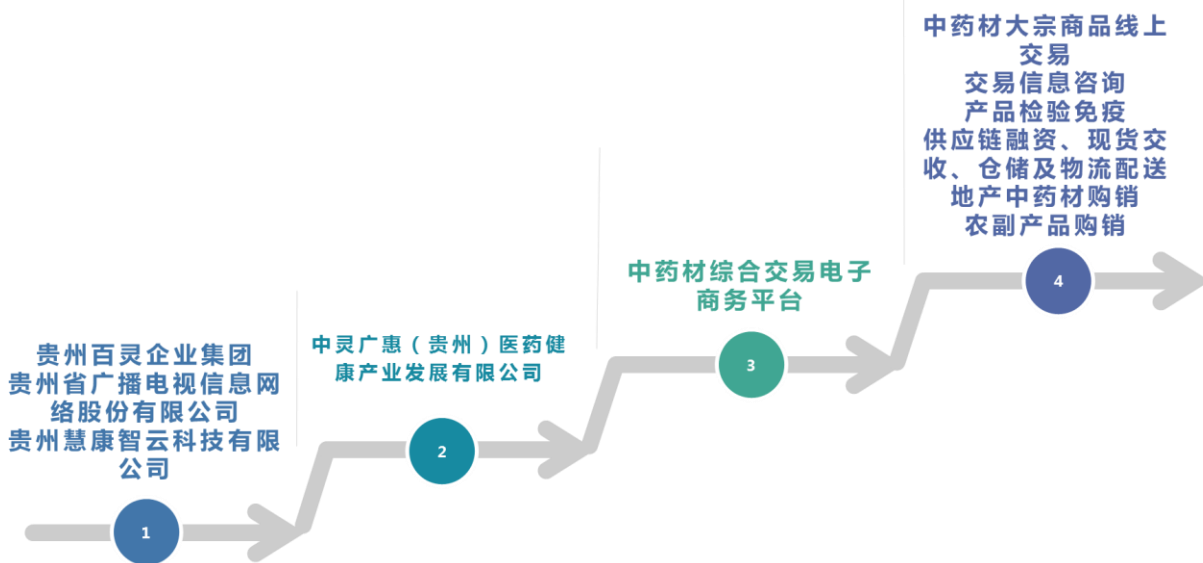 贵州百灵企业集团
贵州省广播电视信息网
络股份有限公司
贵州慧康智云科技有限
公司
1
中灵广惠（贵州）医药健
康产业发展有限公司
2
中药材综合交易电子
商务平台
3
中药材大宗商品线上
交易
交易信息咨询
产品检验免疫
供应链融资、现货交
收、仓储及物流配送
地产中药材购销
农副产品购销
4